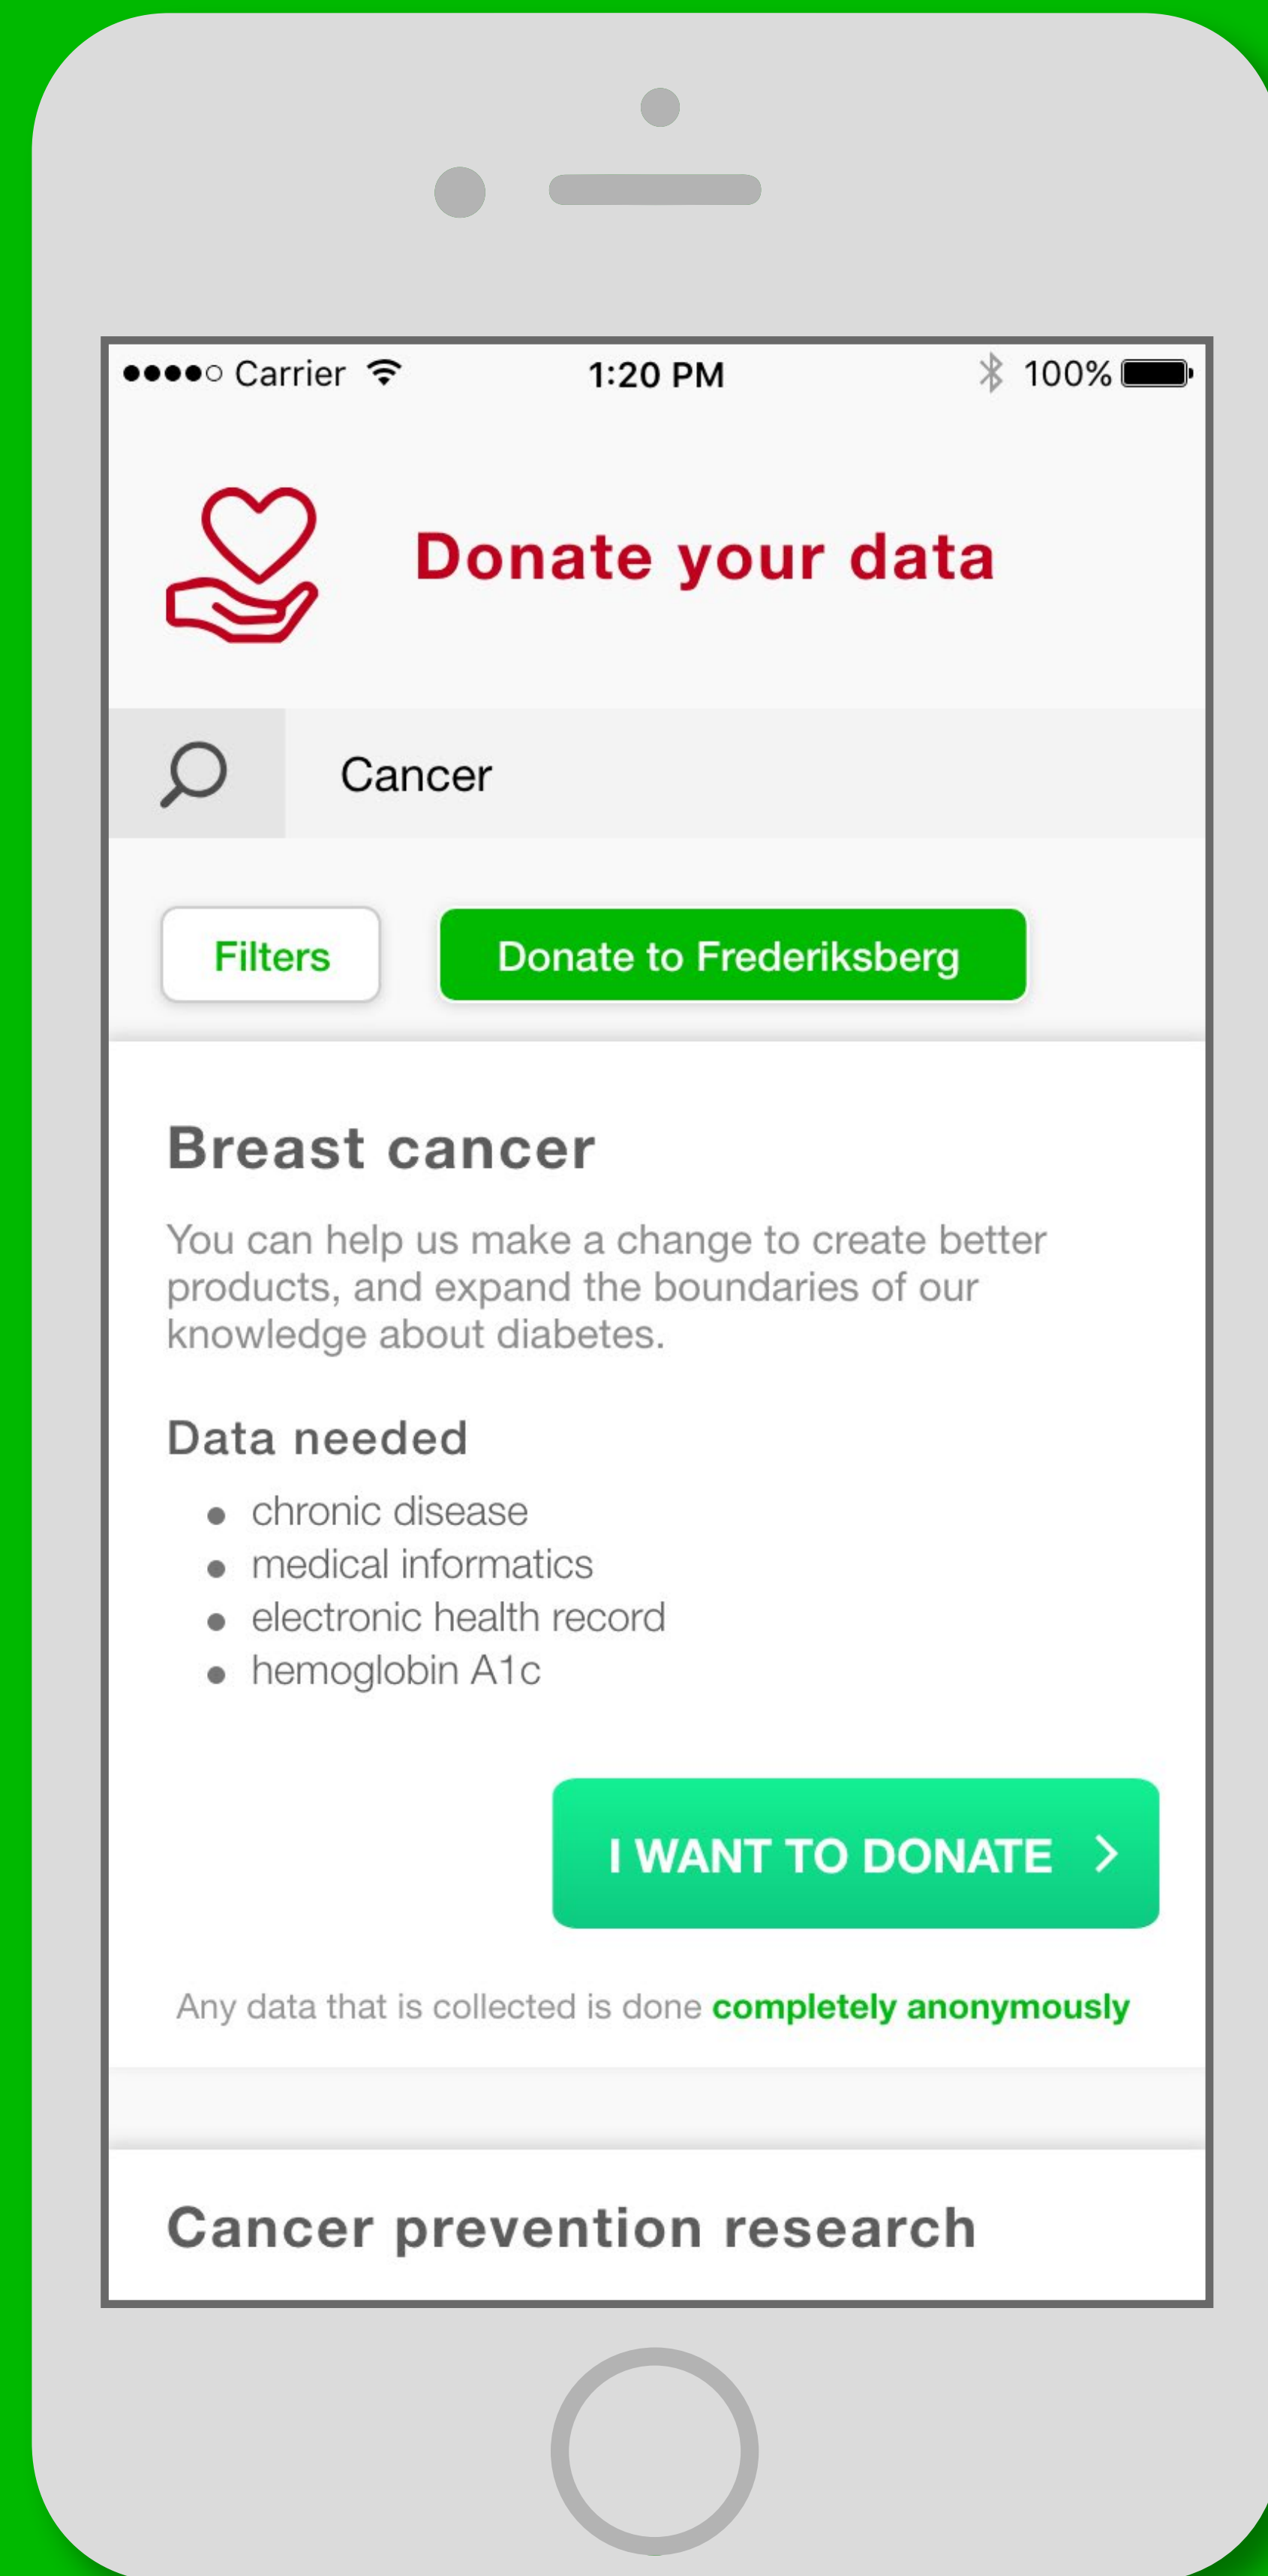 Carrier 1:20 PM 100%
Donate your data
Cancer
Filters Donate to Frederiksberg
Breast cancer
You can help us make a change to create better
products, and expand the boundaries of our
knowledge about diabetes.
Data needed
• chronic disease
• medical informatics
• electronic health record
• hemoglobin A1c
I WANT TO DONATE >
Any data that is collected is done completely anonymously
Cancer prevention research